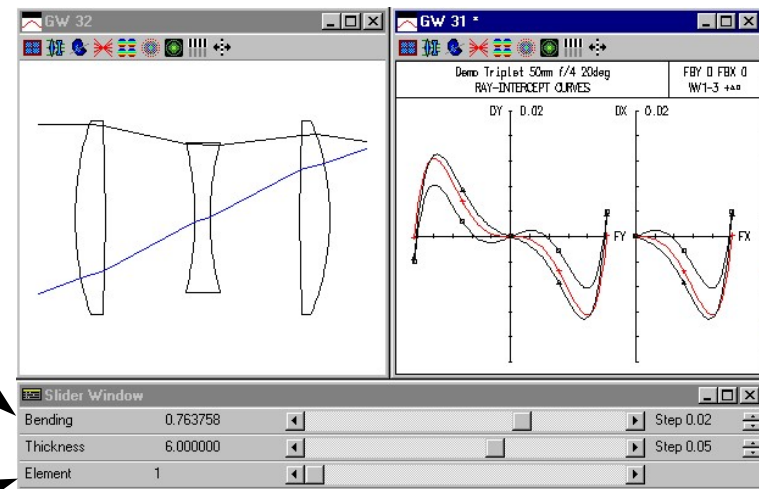 GW 32
GW 31 *
Demo Triplet 50mm f/4 20deg
RAY-INTERCEPT CURVES
FBY 0 FBX 0
WV1-3
DY 0.02
DX 0.02
FY
FX
Slider Window
Bending 0.763758 Step 0.02
Thickness 6.000000 Step 0.05
Element 1